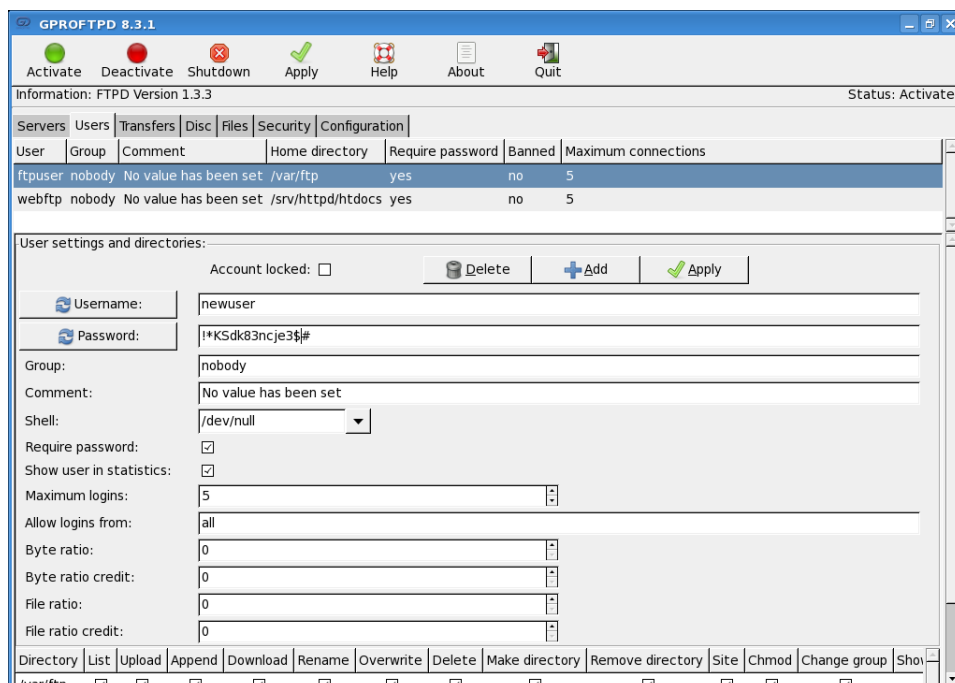 GPROFTPD 8.3.1
Activate Deactivate Shutdown Apply Help About Quit
Information: FTPD Version 1.3.3 Status: Activate
Servers Users Transfers Disc Files Security Configuration
User Group Comment Home directory Require password Banned Maximum connections
ftpuser nobody No value has been set /var/ftp yes no 5
webftp nobody No value has been set /srv/httpd/htdocs yes no 5
User settings and directories:
Account locked: Delete Add Apply
Username: newuser
Password: !*KSdk83ncje3$#
Group: nobody
Comment: No value has been set
Shell: /dev/null
Require password:
Show user in statistics:
Maximum logins: 5
Allow logins from: all
Byte ratio: 0
Byte ratio credit: 0
File ratio: 0
File ratio credit: 0
Directory List Upload Append Download Rename Overwrite Delete Make directory Remove directory Site Chmod Change group Show
/var/ftp